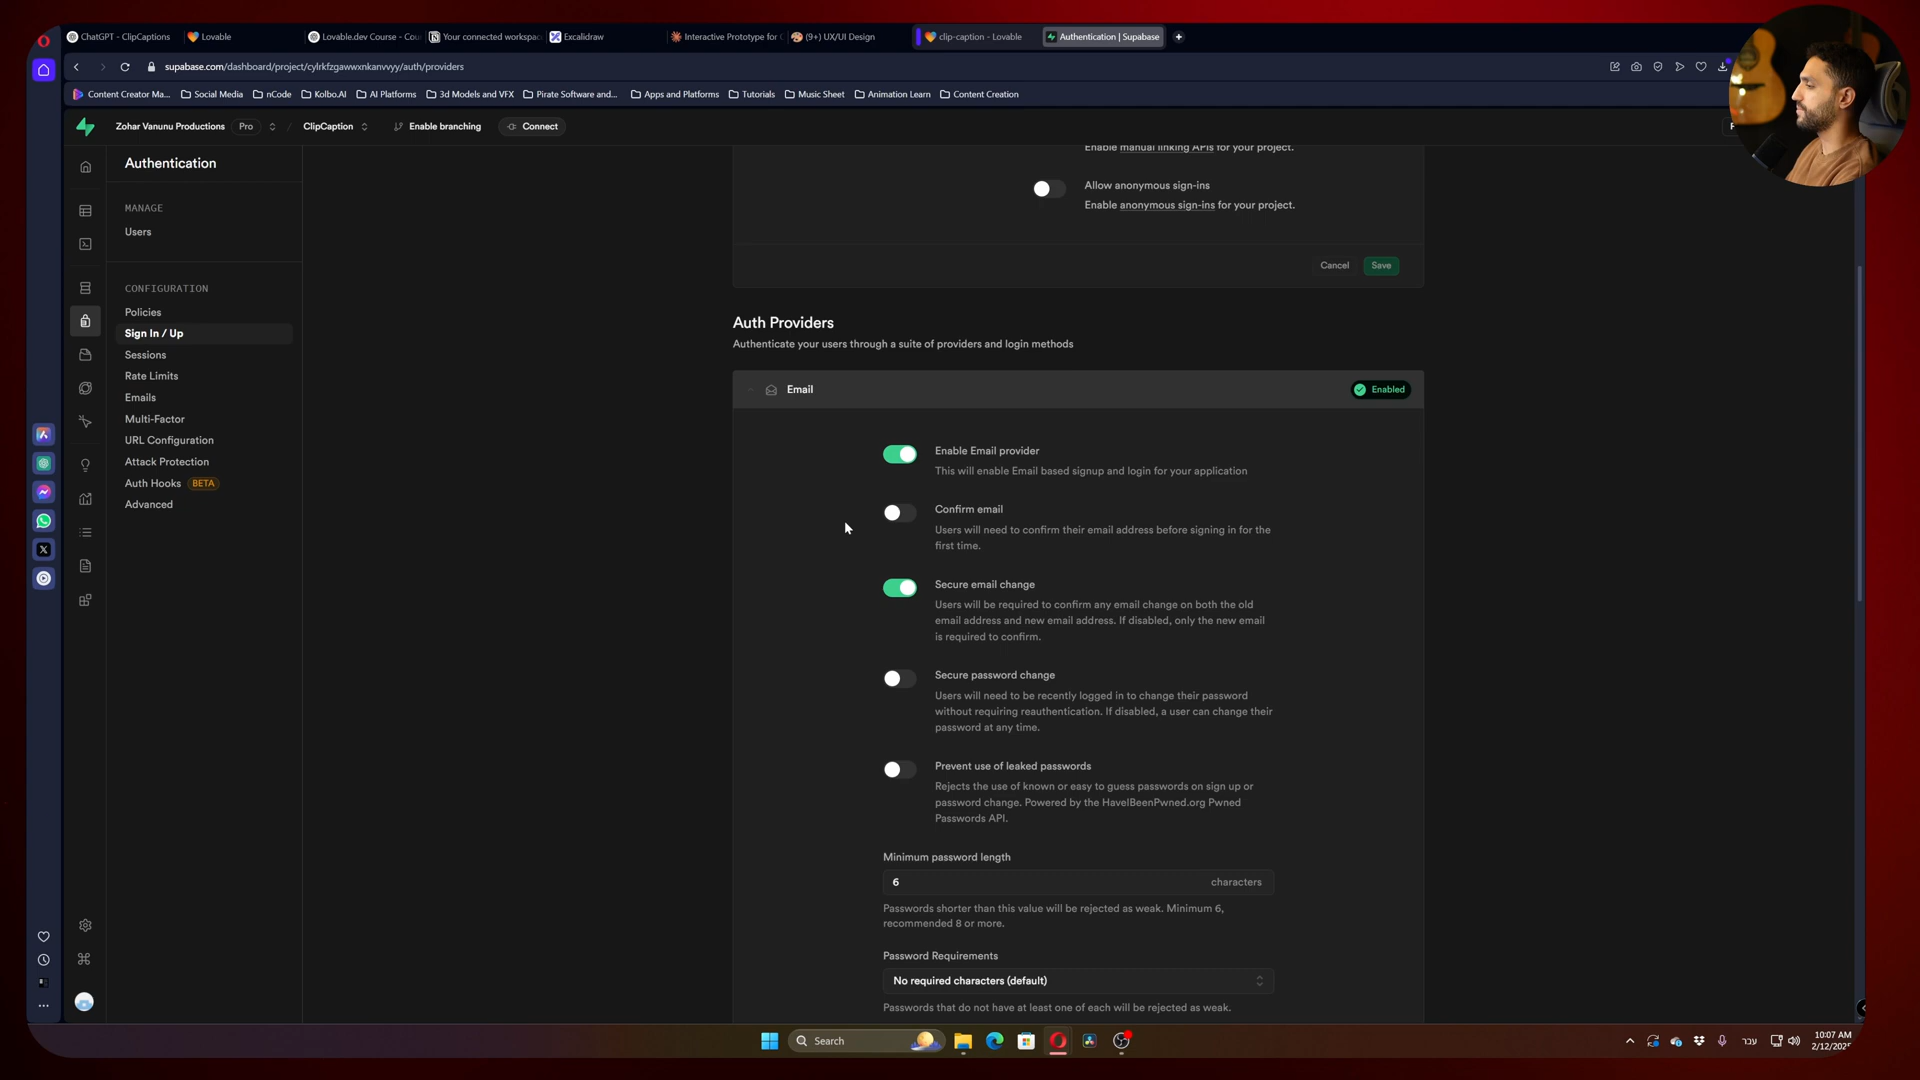 ChatGPT - ClipCaptions
Lovable
Lovable.dev Course - Cou
Your connected workspac
Excalidraw
Interactive Prototype for
(9+) UX/UI Design
clip-caption - Lovable
Authentication | Supabase
supabase.com/dashboard/project/cylrkfzgawwxnkanvvyy/auth/providers
Content Creator Ma...
Social Media
nCode
Kolbo.AI
AI Platforms
3d Models and VFX
Pirate Software and...
Apps and Platforms
Tutorials
Music Sheet
Animation Learn
Content Creation
Zohar Vanunu Productions
Pro
/
ClipCaption
Enable branching
Connect
Authentication
MANAGE
Users
CONFIGURATION
Policies
Sign In / Up
Sessions
Rate Limits
Emails
Multi-Factor
URL Configuration
Attack Protection
Auth Hooks
BETA
Advanced
Enable manual linking APIs for your project.
Allow anonymous sign-ins
Enable anonymous sign-ins for your project.
Cancel
Save
Auth Providers
Authenticate your users through a suite of providers and login methods
Email
Enabled
Enable Email provider
This will enable Email based signup and login for your application
Confirm email
Users will need to confirm their email address before signing in for the
first time.
Secure email change
Users will be required to confirm any email change on both the old
email address and new email address. If disabled, only the new email
is required to confirm.
Secure password change
Users will need to be recently logged in to change their password
without requiring reauthentication. If disabled, a user can change their
password at any time.
Prevent use of leaked passwords
Rejects the use of known or easy to guess passwords on sign up or
password change. Powered by the HaveIBeenPwned.org Pwned
Passwords API.
Minimum password length
6
characters
Passwords shorter than this value will be rejected as weak. Minimum 6,
recommended 8 or more.
Password Requirements
No required characters (default)
Passwords that do not have at least one of each will be rejected as weak.
Search
עבר
10:07 AM